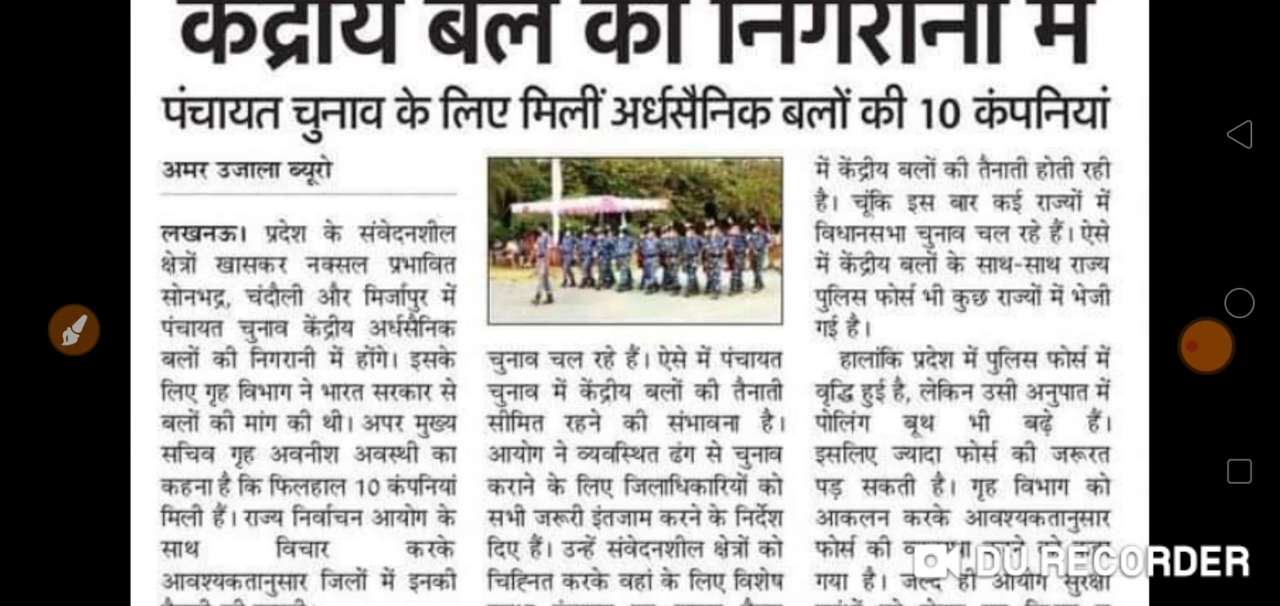 केंद्रीय बल की निगरानी में
पंचायत चुनाव के लिए मिलीं अर्धसैनिक बलों की 10 कंपनियां
अमर उजाला ब्यूरो
लखनऊ। प्रदेश के संवेदनशील
क्षेत्रों खासकर नक्सल प्रभावित
सोनभद्र, चंदौली और मिर्जापुर में
पंचायत चुनाव केंद्रीय अर्धसैनिक
बलों की निगरानी में होंगे। इसके
लिए गृह विभाग ने भारत सरकार से
बलों की मांग की थी। अपर मुख्य
सचिव गृह अवनीश अवस्थी का
कहना है कि फिलहाल 10 कंपनियां
मिली हैं। राज्य निर्वाचन आयोग के
साथ विचार करके
आवश्यकतानुसार जिलों में इनकी
चुनाव चल रहे हैं। ऐसे में पंचायत
चुनाव में केंद्रीय बलों की तैनाती
सीमित रहने की संभावना है।
आयोग ने व्यवस्थित ढंग से चुनाव
कराने के लिए जिलाधिकारियों को
सभी जरूरी इंतजाम करने के निर्देश
दिए हैं। उन्हें संवेदनशील क्षेत्रों को
चिह्नित करके वहां के लिए विशेष
में केंद्रीय बलों की तैनाती होती रही
है। चूंकि इस बार कई राज्यों में
विधानसभा चुनाव चल रहे हैं। ऐसे
में केंद्रीय बलों के साथ-साथ राज्य
पुलिस फोर्स भी कुछ राज्यों में भेजी
गई है।
हालांकि प्रदेश में पुलिस फोर्स में
वृद्धि हुई है, लेकिन उसी अनुपात में
पोलिंग बूथ भी बढ़े हैं।
इसलिए ज्यादा फोर्स की जरूरत
पड़ सकती है। गृह विभाग को
आकलन करके आवश्यकतानुसार
फोर्स की
गया है। जल्द ही आयोग सुरक्षा
DU RECORDER